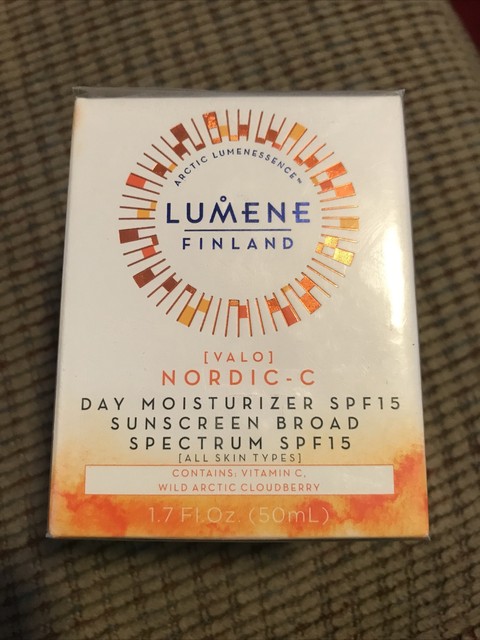 ARCTIC LUMENESSENCE™
LUMENE
FINLAND
[VALO]
NORDIC-C
DAY MOISTURIZER SPF15
SUNSCREEN BROAD
SPECTRUM SPF15
[ALL SKIN TYPES]
CONTAINS: VITAMIN C,
WILD ARCTIC CLOUDBERRY
1.7 Fl.Oz. (50mL)